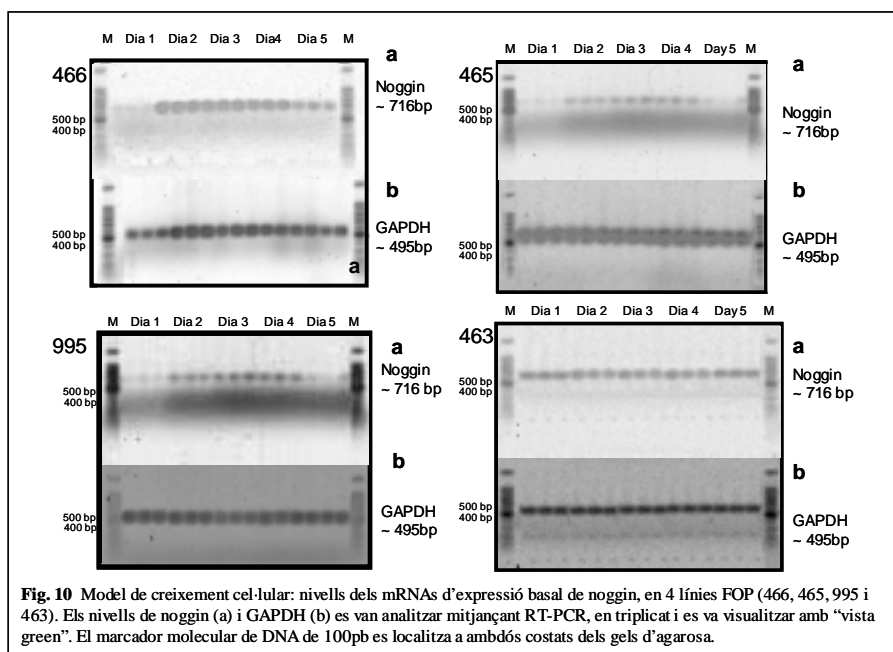 M Dia 1 Dia 2 Dia 3 Dia4 Dia 5 M
466
a
Noggin
~ 716bp
500 bp
400 bp
b
GAPDH
~ 495bp
500 bp
400 bp
a
M Dia 1 Dia 2 Dia 3 Dia 4 Day 5 M
465
a
Noggin
~ 716bp
500 bp
400 bp
b
GAPDH
~ 495bp
500 bp
400 bp
M Dia 1 Dia 2 Dia 3 Dia 4 Dia 5 M
995
a
Noggin
~ 716 bp
500 bp
400 bp
b
GAPDH
~ 495bp
500 bp
400 bp
M Dia 1 Dia 2 Dia 3 Dia 4 Day 5 M
463
a
Noggin
~ 716 bp
500 bp
400 bp
b
GAPDH
~ 495bp
500 bp
400 bp
Fig. 10 Model de creixement cel·lular: nivells dels mRNAs d'expressió basal de noggin, en 4 línies FOP (466, 465, 995 i
463). Els nivells de noggin (a) i GAPDH (b) es van analitzar mitjançant RT-PCR, en triplicat i es va visualitzar amb “vista
green”. El marcador molecular de DNA de 100pb es localitza a ambdós costats dels gels d'agarosa.